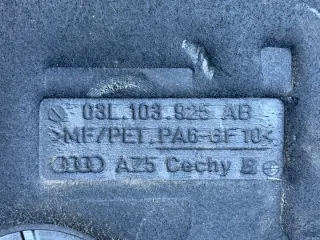 03L.103.925 AB
>MF/PET.PA6-GF10<
AZ5 Cechy B